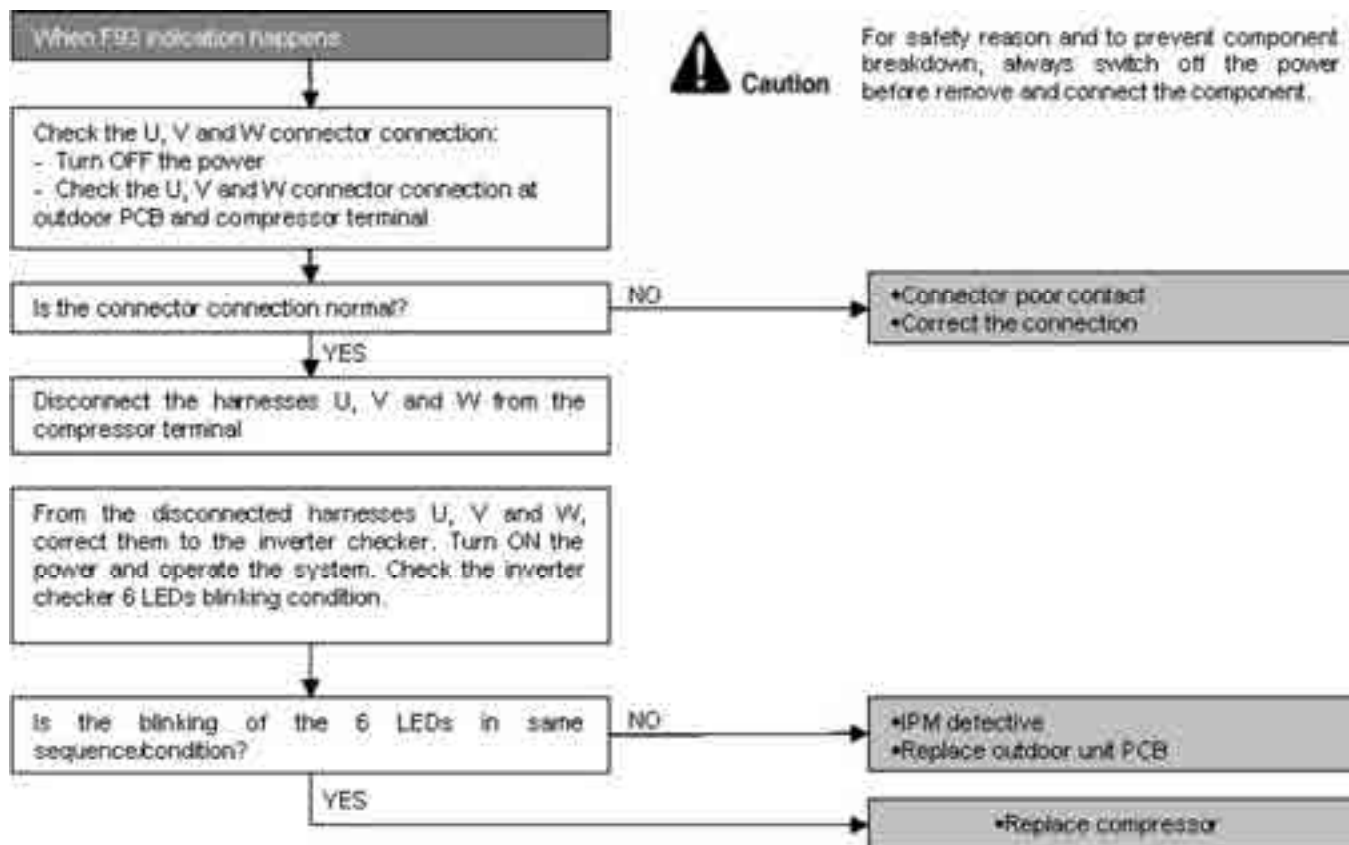 When F93 indication happens
Caution
For safety reason and to prevent component
breakdown, always switch off the power
before remove and connect the component.
Check the U, V and W connector connection:
- Turn OFF the power
- Check the U, V and W connector connection at
outdoor PCB and compressor terminal
Is the connector connection normal?
NO
•Connector poor contact
•Correct the connection
YES
Disconnect the harnesses U, V and W from the
compressor terminal
From the disconnected harnesses U, V and W,
correct them to the inverter checker. Turn ON the
power and operate the system. Check the inverter
checker 6 LEDs blinking condition.
Is the blinking of the 6 LEDs in same
sequence/condition?
NO
•IPM defective
•Replace outdoor unit PCB
YES
•Replace compressor